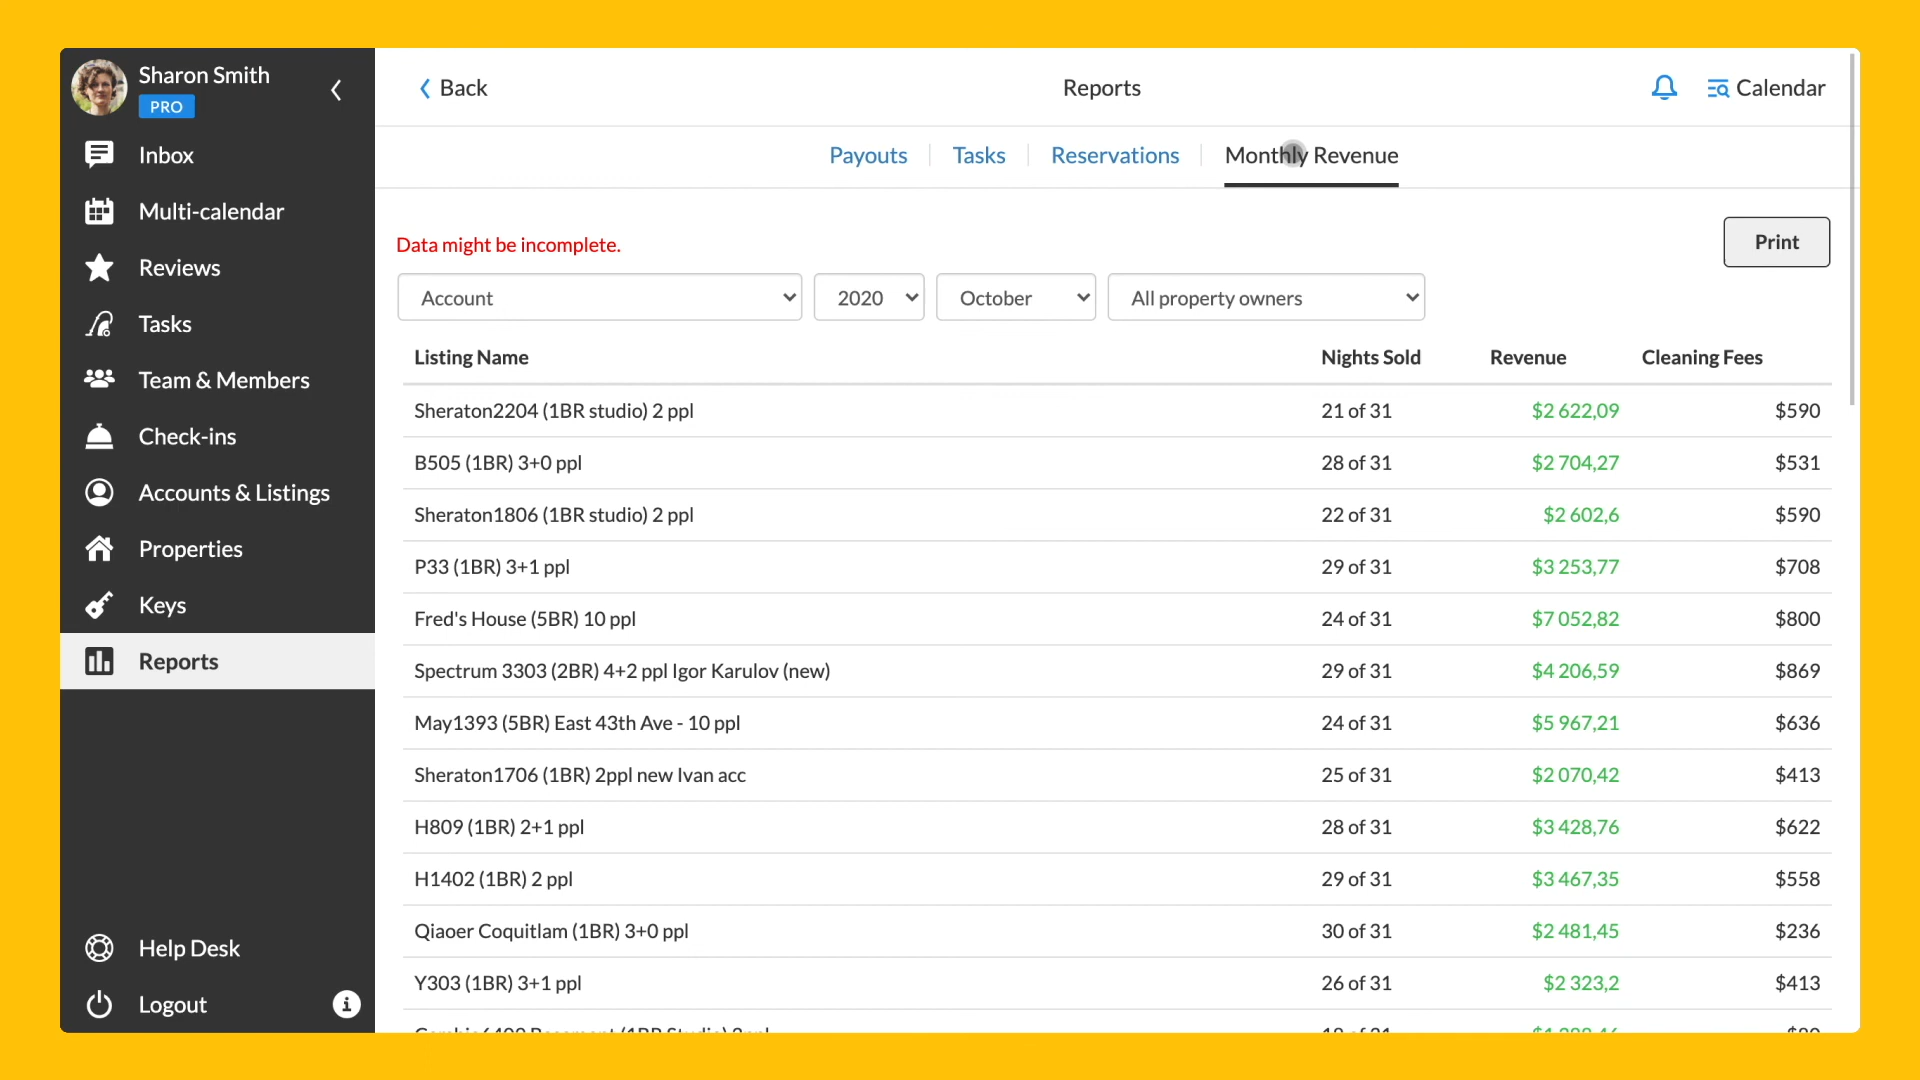 Sharon Smith
PRO
Inbox
Multi-calendar
Reviews
Tasks
Team & Members
Check-ins
Accounts & Listings
Properties
Keys
Reports
Help Desk
Logout
Back
Reports
Calendar
Payouts Tasks Reservations Monthly Revenue
Data might be incomplete.
Print
Account 2020 October All property owners
Listing Name Nights Sold Revenue Cleaning Fees
Sheraton2204 (1BR studio) 2 ppl 21 of 31 $2 622,09 $590
B505 (1BR) 3+0 ppl 28 of 31 $2 704,27 $531
Sheraton1806 (1BR studio) 2 ppl 22 of 31 $2 602,6 $590
P33 (1BR) 3+1 ppl 29 of 31 $3 253,77 $708
Fred's House (5BR) 10 ppl 24 of 31 $7 052,82 $800
Spectrum 3303 (2BR) 4+2 ppl Igor Karulov (new) 29 of 31 $4 206,59 $869
May1393 (5BR) East 43th Ave - 10 ppl 24 of 31 $5 967,21 $636
Sheraton1706 (1BR) 2ppl new Ivan acc 25 of 31 $2 070,42 $413
H809 (1BR) 2+1 ppl 28 of 31 $3 428,76 $622
H1402 (1BR) 2 ppl 29 of 31 $3 467,35 $558
Qiaoer Coquitlam (1BR) 3+0 ppl 30 of 31 $2 481,45 $236
Y303 (1BR) 3+1 ppl 26 of 31 $2 323,2 $413